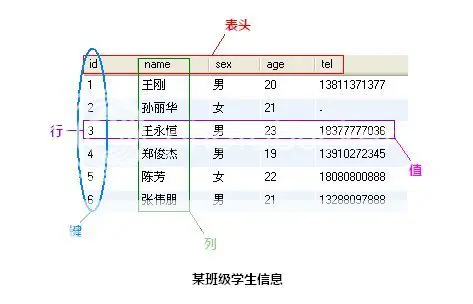 表头
id name sex age tel
1 王刚 男 20 13811371377
2 孙丽华 女 21 -
行 3 王永恒 男 23 19377777036 值
4 郑俊杰 男 19 13910272345
5 陈芳 女 22 18080800888
6 张伟朋 男 21 13288097888
键 列
某班级学生信息